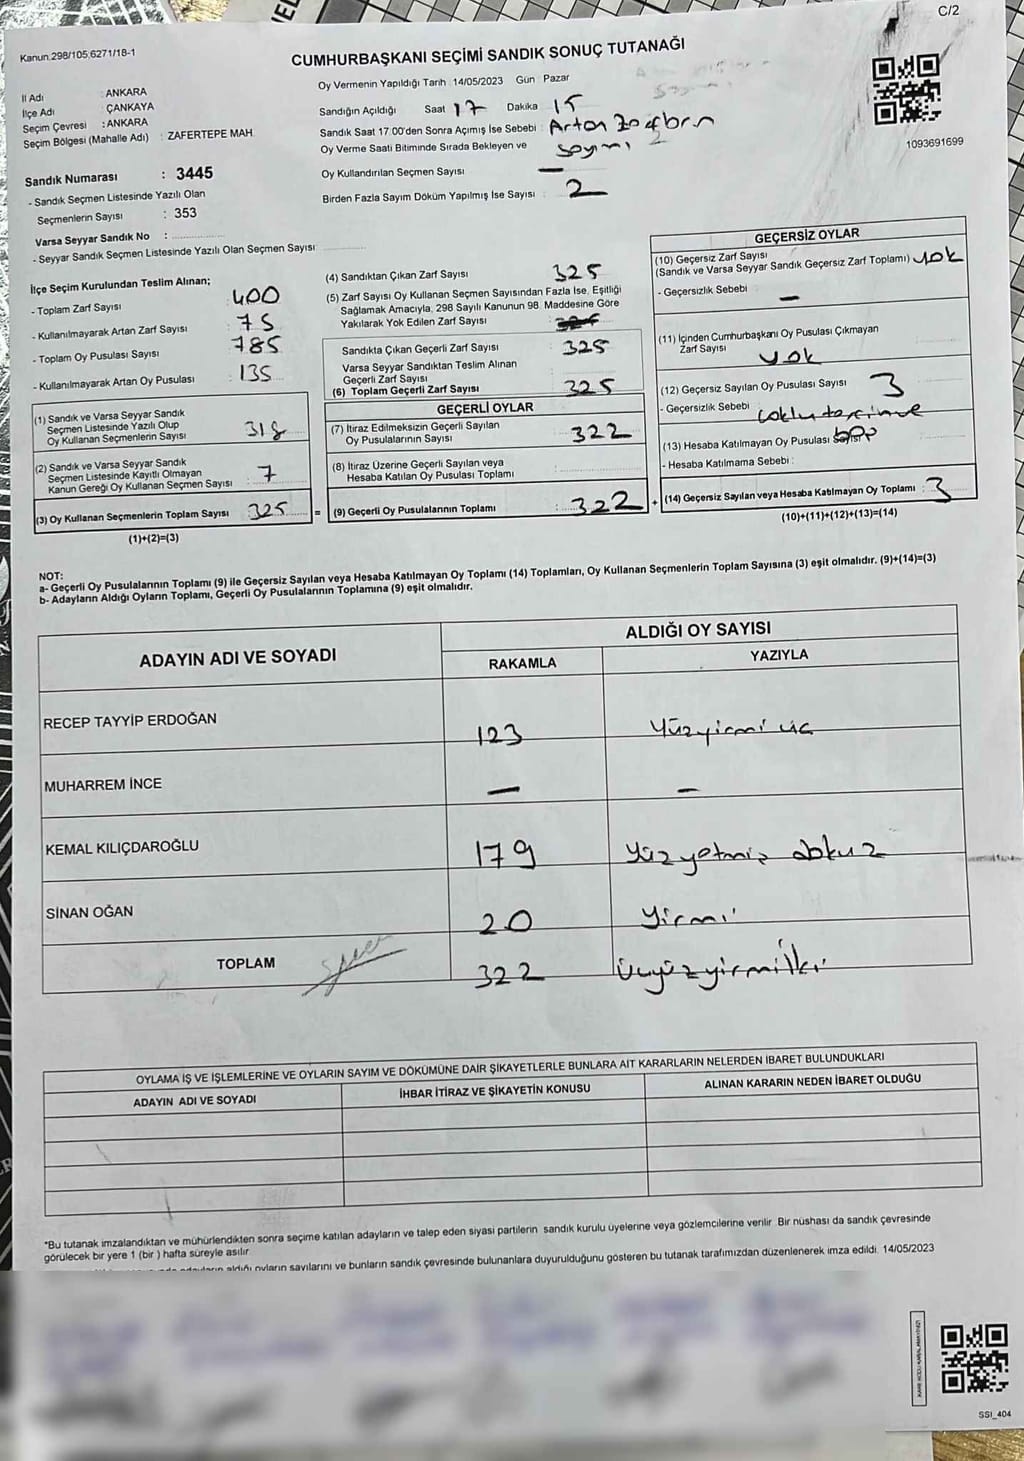 C/2
Kanun.298/105,6271/18-1
CUMHURBAŞKANI SEÇİMİ SANDIK SONUÇ TUTANAĞI
İl Adı : ANKARA
İlçe Adı : ÇANKAYA
Seçim Çevresi : ANKARA
Seçim Bölgesi (Mahalle Adı) : ZAFERTEPE MAH.
Sandık Numarası : 3445
- Sandık Seçmen Listesinde Yazılı Olan
Seçmenlerin Sayısı : 353
Varsa Seyyar Sandık No :
- Seyyar Sandık Seçmen Listesinde Yazılı Olan Seçmen Sayısı:
Oy Vermenin Yapıldığı Tarih : 14/05/2023 Gün : Pazar
Sandığın Açıldığı Saat 17 Dakika 15
Sandık Saat 17:00'den Sonra Açımış İse Sebebi : Artan
Oy Verme Saati Bitiminde Sırada Bekleyen ve sayımı
Oy Kullandırılan Seçmen Sayısı —
Birden Fazla Sayım Döküm Yapılmış İse Sayısı : 2
1093691699
İlçe Seçim Kurulundan Teslim Alınan;
- Toplam Zarf Sayısı : 400
- Kullanılmayarak Artan Zarf Sayısı : 75
- Toplam Oy Pusulası Sayısı : 785
- Kullanılmayarak Artan Oy Pusulası : 135
(1) Sandık ve Varsa Seyyar Sandık
Seçmen Listesinde Yazılı Olup
Oy Kullanan Seçmenlerin Sayısı : 318
(2) Sandık ve Varsa Seyyar Sandık
Seçmen Listesinde Kayıtlı Olmayan
Kanun Gereği Oy Kullanan Seçmen Sayısı : 7
(3) Oy Kullanan Seçmenlerin Toplam Sayısı : 325 =
(1)+(2)=(3)
(4) Sandıktan Çıkan Zarf Sayısı 325
(5) Zarf Sayısı Oy Kullanan Seçmen Sayısından Fazla İse, Eşitliği
Sağlamak Amacıyla, 298 Sayılı Kanunun 98. Maddesine Göre
Yakılarak Yok Edilen Zarf Sayısı :
Sandıkta Çıkan Geçerli Zarf Sayısı : 325
Varsa Seyyar Sandıktan Teslim Alınan
Geçerli Zarf Sayısı
(6) Toplam Geçerli Zarf Sayısı : 325
GEÇERLİ OYLAR
(7) İtiraz Edilmeksizin Geçerli Sayılan
Oy Pusulalarının Sayısı : 322
(8) İtiraz Üzerine Geçerli Sayılan veya
Hesaba Katılan Oy Pusulası Toplamı :
(9) Geçerli Oy Pusulalarının Toplamı : 322 +
GEÇERSİZ OYLAR
(10) Geçersiz Zarf Sayısı
(Sandık ve Varsa Seyyar Sandık Geçersiz Zarf Toplamı) yok
- Geçersizlik Sebebi : —
(11) İçinden Cumhurbaşkanı Oy Pusulası Çıkmayan
Zarf Sayısı : yok
(12) Geçersiz Sayılan Oy Pusulası Sayısı : 3
- Geçersizlik Sebebi :
(13) Hesaba Katılmayan Oy Pusulası Sayısı
- Hesaba Katılmama Sebebi :
(14) Geçersiz Sayılan veya Hesaba Katılmayan Oy Toplamı : 3
(10)+(11)+(12)+(13)=(14)
NOT:
a- Geçerli Oy Pusulalarının Toplamı (9) ile Geçersiz Sayılan veya Hesaba Katılmayan Oy Toplamı (14) Toplamları, Oy Kullanan Seçmenlerin Toplam Sayısına (3) eşit olmalıdır. (9)+(14)=(3)
b- Adayların Aldığı Oyların Toplamı, Geçerli Oy Pusulalarının Toplamına (9) eşit olmalıdır.
ADAYIN ADI VE SOYADI
ALDIĞI OY SAYISI
RAKAMLA YAZIYLA
RECEP TAYYİP ERDOĞAN 123 Yüzyirmi üç
MUHARREM İNCE — —
KEMAL KILIÇDAROĞLU 179 Yüzyetmiş dokuz
SİNAN OĞAN 20 Yirmi
TOPLAM 322 Üçyüzyirmiiki
OYLAMA İŞ VE İŞLEMLERİNE VE OYLARIN SAYIM VE DÖKÜMÜNE DAİR ŞİKAYETLERLE BUNLARA AİT KARARLARIN NELERDEN İBARET BULUNDUKLARI
ADAYIN ADI VE SOYADI İHBAR İTİRAZ VE ŞİKAYETİN KONUSU ALINAN KARARIN NEDEN İBARET OLDUĞU
*Bu tutanak imzalandıktan ve mühürlendikten sonra seçime katılan adayların ve talep eden siyasi partilerin sandık kurulu üyelerine veya gözlemcilerine verilir. Bir nüshası da sandık çevresinde
görülecek bir yere 1 (bir ) hafta süreyle asılır.
adayların aldığı oyların sayılarını ve bunların sandık çevresinde bulunanlara duyurulduğunu gösteren bu tutanak tarafımızdan düzenlenerek imza edildi. 14/05/2023
SSI_404